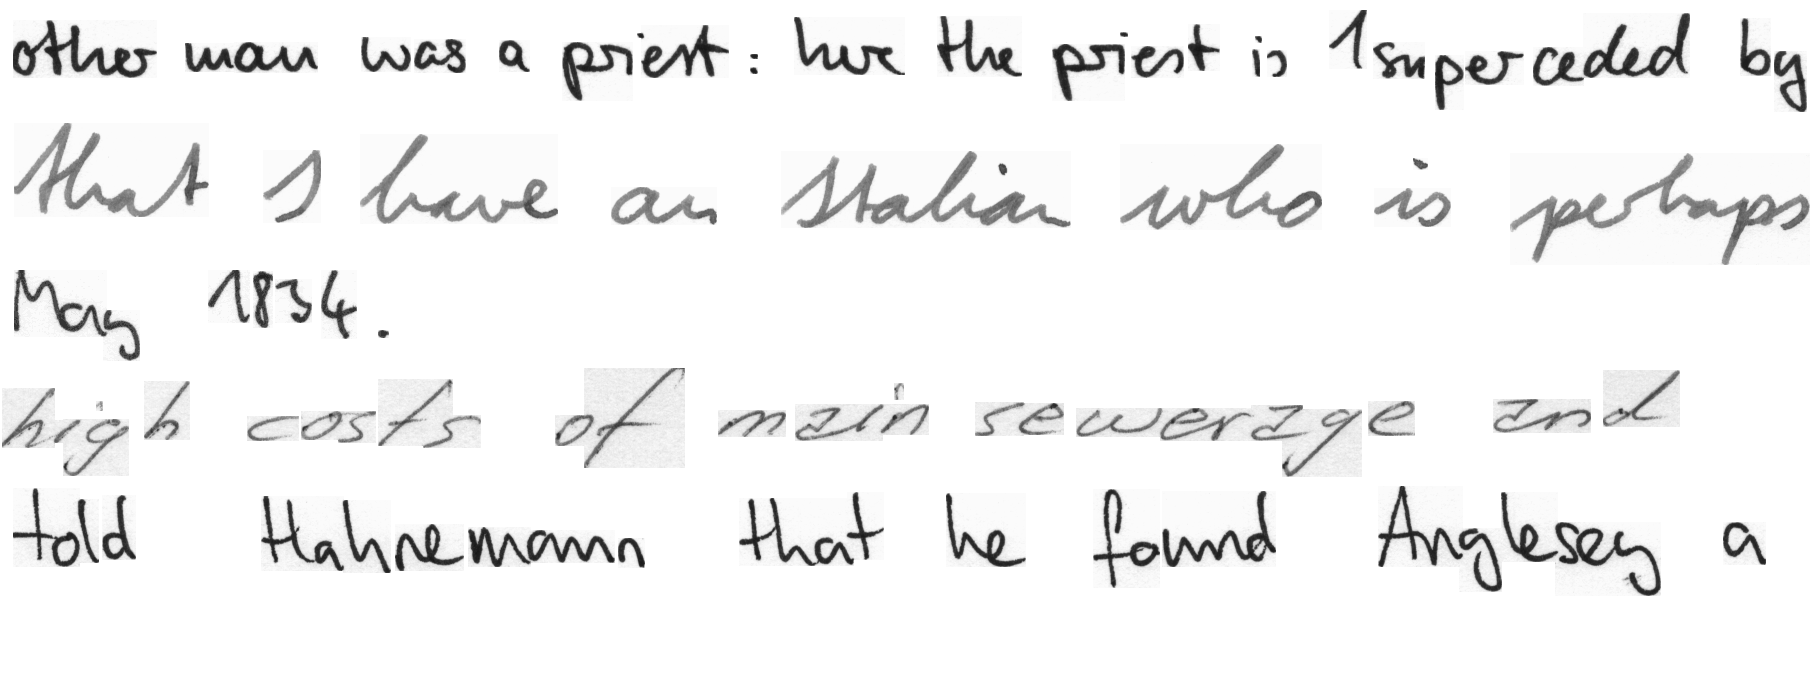 other man was a priest : here the priest is 1superceded by
that I have an Italian who is perhaps
May 1834 .
high costs of main sewerage and
told Hahnemann that he found Anglesey a